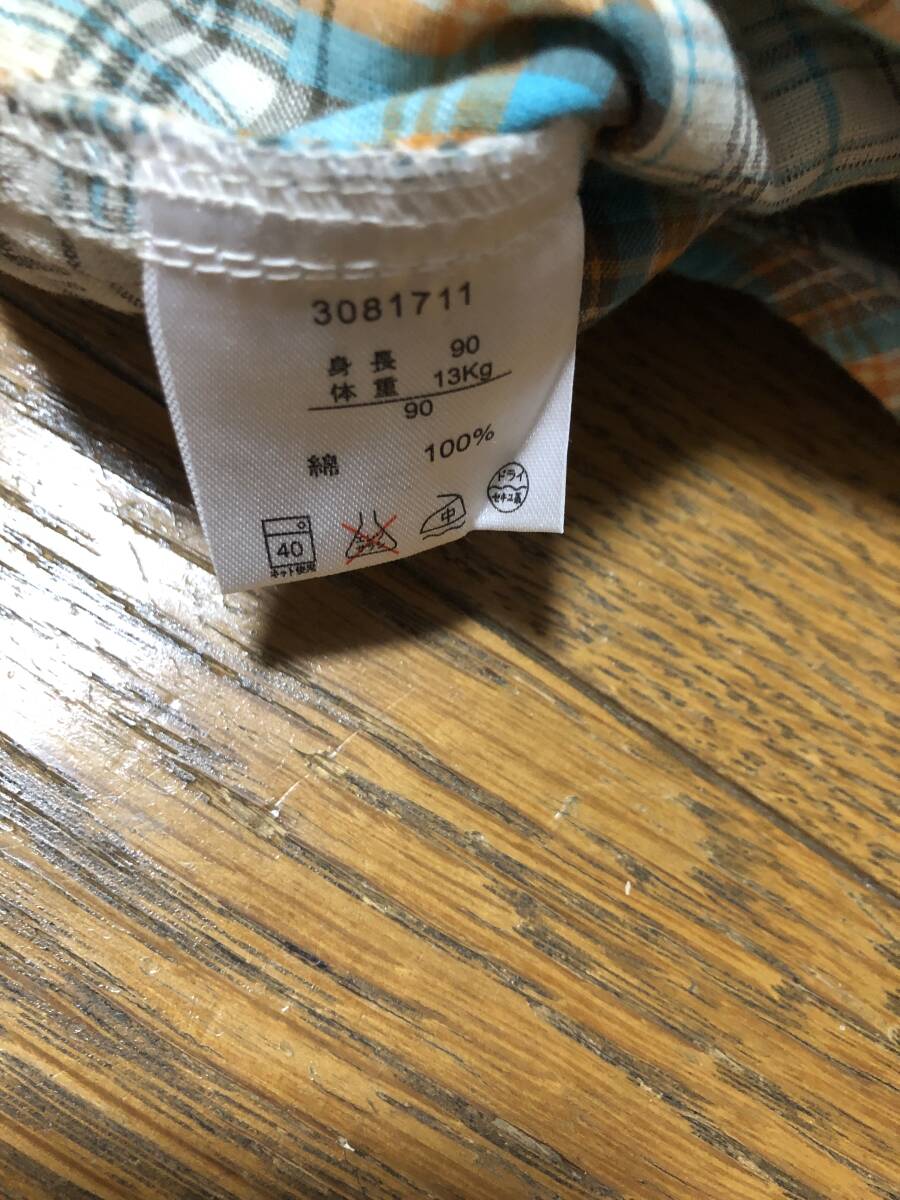 3081711
身長 90
体重 13Kg
90
綿 100%
40
ネット使用
中
ドライ
セキユ系